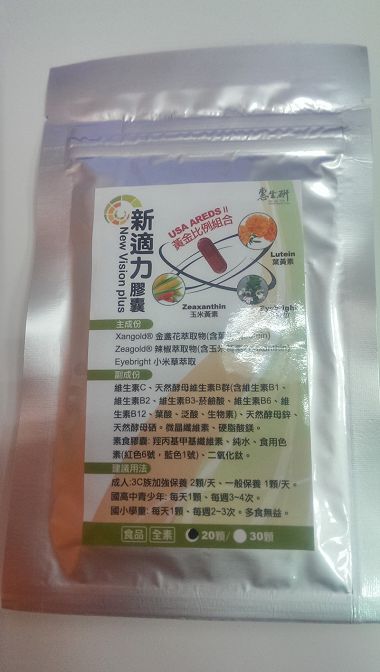 惠生研
新適力膠囊
New Vision plus
USA AREDS II
黃金比例組合
Lutein
葉黃素
Zeaxanthin
玉米黃素
Eyebright
主成份
Xangold® 金盞花萃取物(含葉
Zeagold® 辣椒萃取物(含玉米
Eyebright 小米草萃取
副成份
維生素C、天然酵母維生素B群(含維生素B1、
維生素B2、維生素B3-菸鹼酸、維生素B6、維
生素B12、葉酸、泛酸、生物素)、天然酵母鋅、
天然酵母硒。微晶纖維素、硬脂酸鎂。
素食膠囊: 羥丙基甲基纖維素、純水、食用色
素(紅色6號，藍色1號)、二氧化鈦。
建議用法
成人:3C族加強保養 2顆/天、一般保養 1顆/天。
國高中青少年: 每天1顆、每週3~4次。
國小學童: 每天1顆、每週2~3次。多食無益。
食品 全素 20顆/ 30顆